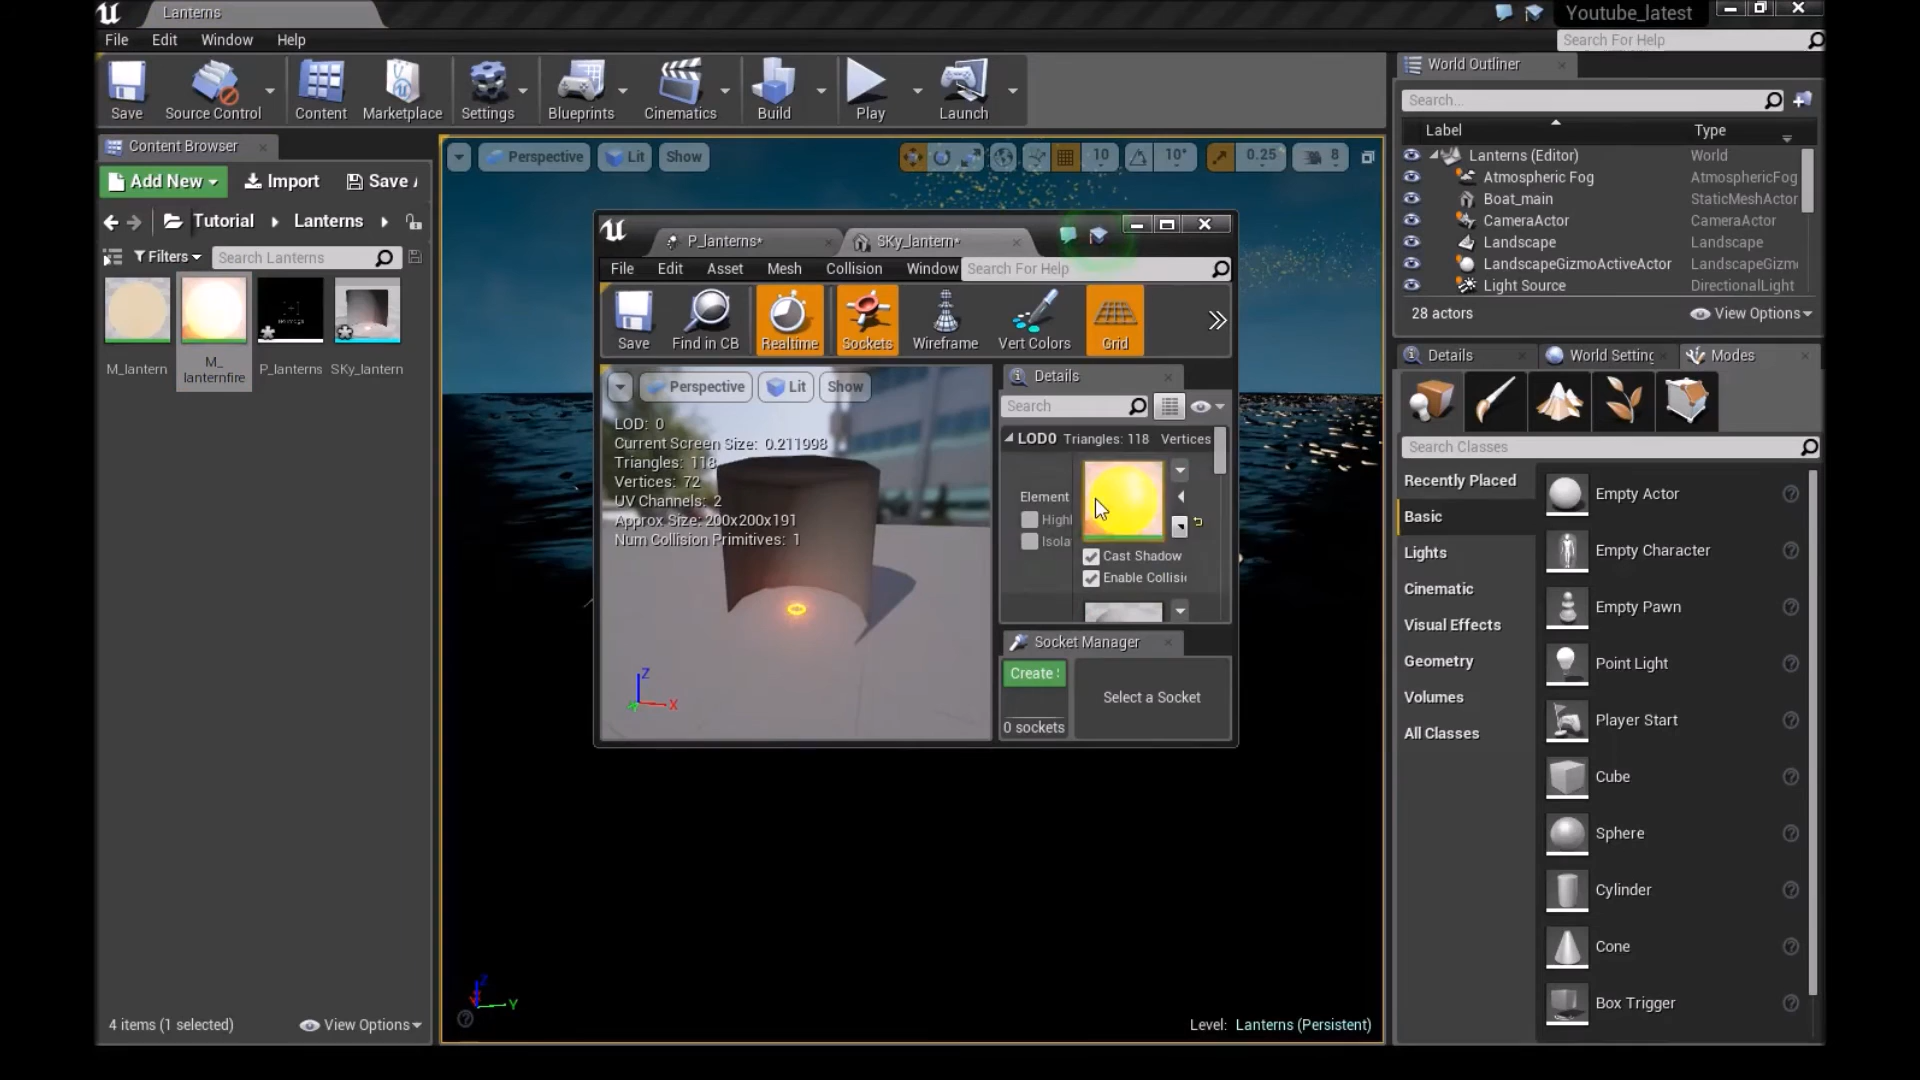 Lanterns
Youtube_latest
File Edit Window Help
Search For Help
Save
Source Control
Content
Marketplace
Settings
Blueprints
Cinematics
Build
Play
Launch
World Outliner
Search...
Label Type
Lanterns (Editor) World
Atmospheric Fog AtmosphericFog
Boat_main StaticMeshActor
CameraActor CameraActor
Landscape Landscape
LandscapeGizmoActiveActor LandscapeGizm
Light Source DirectionalLight
28 actors
View Options
Content Browser
Add New
Import
Save
Tutorial
Lanterns
Filters
Search Lanterns
M_lantern
M_
lanternfire
P_lanterns
SKy_lantern
4 items (1 selected)
View Options
Perspective
Lit
Show
10
10°
0.25
8
P_lanterns*
SKy_lantern*
File Edit Asset Mesh Collision Window
Search For Help
Save
Find in CB
Realtime
Sockets
Wireframe
Vert Colors
Grid
Perspective
Lit
Show
LOD: 0
Current Screen Size: 0.211998
Triangles: 118
Vertices: 72
UV Channels: 2
Approx Size: 200x200x191
Num Collision Primitives: 1
Z
X
Details
Search
LOD0 Triangles: 118 Vertices
Element
Highl
Isola
Cast Shadow
Enable Collisi
Socket Manager
Create
0 sockets
Select a Socket
Z
Y
Level: Lanterns (Persistent)
Details
World Setting
Modes
Search Classes
Recently Placed
Basic
Lights
Cinematic
Visual Effects
Geometry
Volumes
All Classes
Empty Actor
Empty Character
Empty Pawn
Point Light
Player Start
Cube
Sphere
Cylinder
Cone
Box Trigger